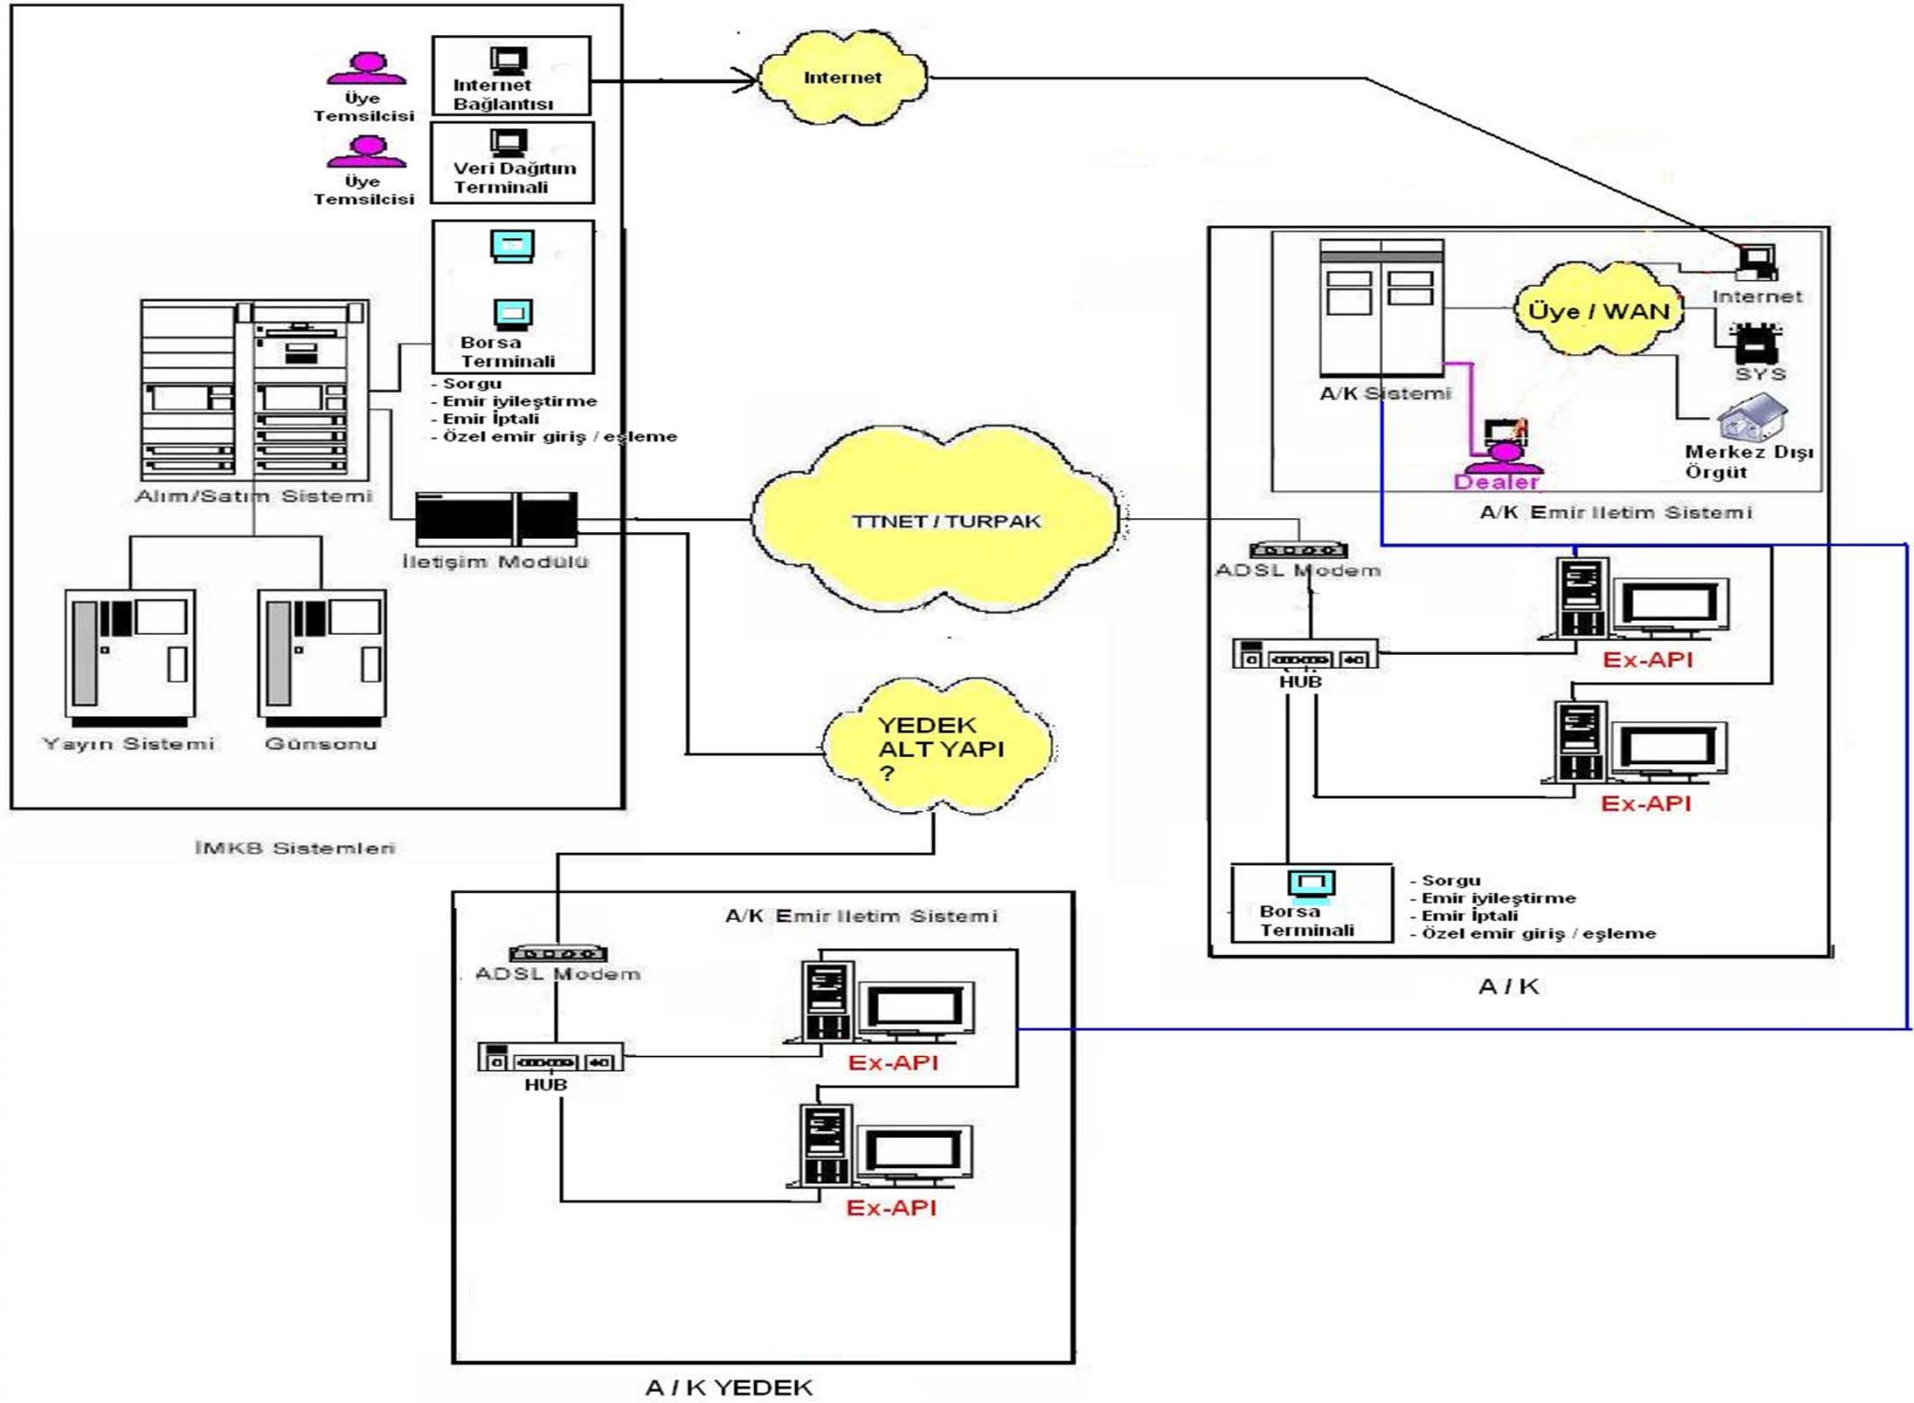 Üye
Temsilcisi
Internet
Bağlantısı
Internet
Üye
Temsilcisi
Veri Dağıtım
Terminali
Borsa
Terminali
- Sorgu
- Emir iyileştirme
- Emir İptali
- Özel emir giriş / eşleme
Alım/Satım Sistemi
İletişim Modülü
Yayın Sistemi
Günsonu
İMKB Sistemleri
TTNET / TURPAK
YEDEK
ALT YAPI
?
A/K Sistemi
Üye / WAN
Internet
SYS
Merkez Dışı
Örgüt
Dealer
A/K Emir Iletim Sistemi
ADSL Modem
HUB
Ex-API
Ex-API
Borsa
Terminali
- Sorgu
- Emir iyileştirme
- Emir İptali
- Özel emir giriş / eşleme
A / K
A/K Emir Iletim Sistemi
ADSL Modem
HUB
Ex-API
Ex-API
A / K YEDEK